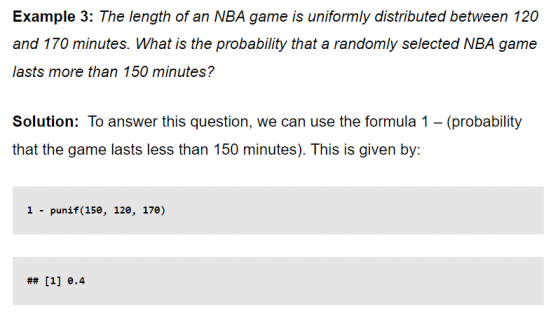 Example 3: The length of an NBA game is uniformly distributed between 120
and 170 minutes. What is the probability that a randomly selected NBA game
lasts more than 150 minutes?
Solution: To answer this question, we can use the formula 1 – (probability
that the game lasts less than 150 minutes). This is given by:
1 - punif(150, 120, 170)
## [1] 0.4